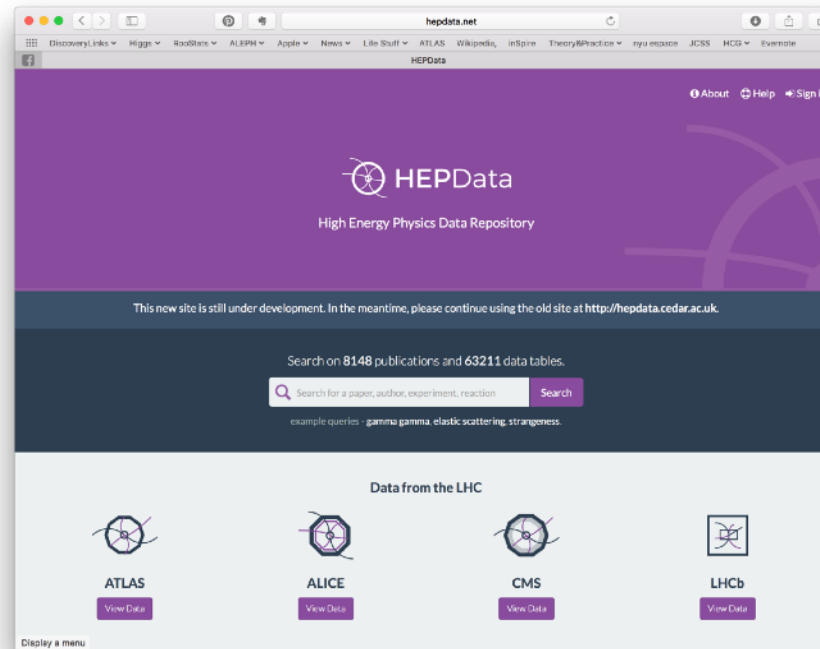 hepdata.net
DiscoveryLinks Higgs RooStats ALEPH Apple News Life Stuff ATLAS Wikipedia, inSpire Theory&Practice nyu espace JCSS HCG Evernote
HEPData
About Help Sign
HEPData
High Energy Physics Data Repository
This new site is still under development. In the meantime, please continue using the old site at http://hepdata.cedar.ac.uk.
Search on 8148 publications and 63211 data tables.
Search for a paper, author, experiment, reaction Search
example queries - gamma gamma, elastic scattering, strangeness.
Data from the LHC
ATLAS ALICE CMS LHCb
View Data View Data View Data View Data
Display a menu